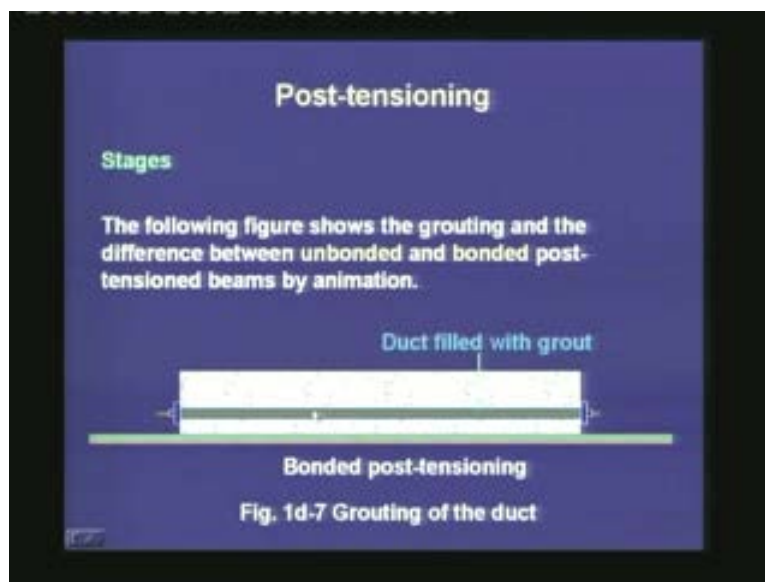 Post-tensioning
Stages
The following figure shows the grouting and the
difference between unbonded and bonded post-
tensioned beams by animation.
Duct filled with grout
Bonded post-tensioning
Fig. 1d-7 Grouting of the duct